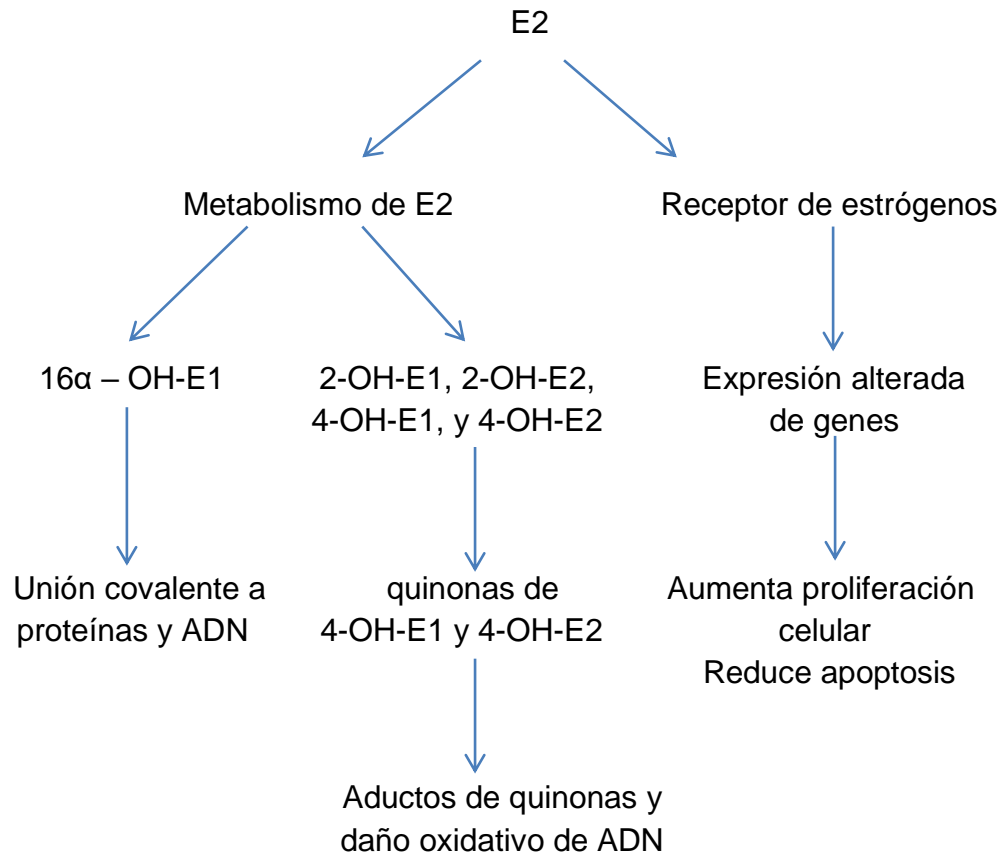 E2
Metabolismo de E2
Receptor de estrógenos
16α – OH-E1
2-OH-E1, 2-OH-E2,
4-OH-E1, y 4-OH-E2
Expresión alterada
de genes
Unión covalente a
proteínas y ADN
quinonas de
4-OH-E1 y 4-OH-E2
Aumenta proliferación
celular
Reduce apoptosis
Aductos de quinonas y
daño oxidativo de ADN